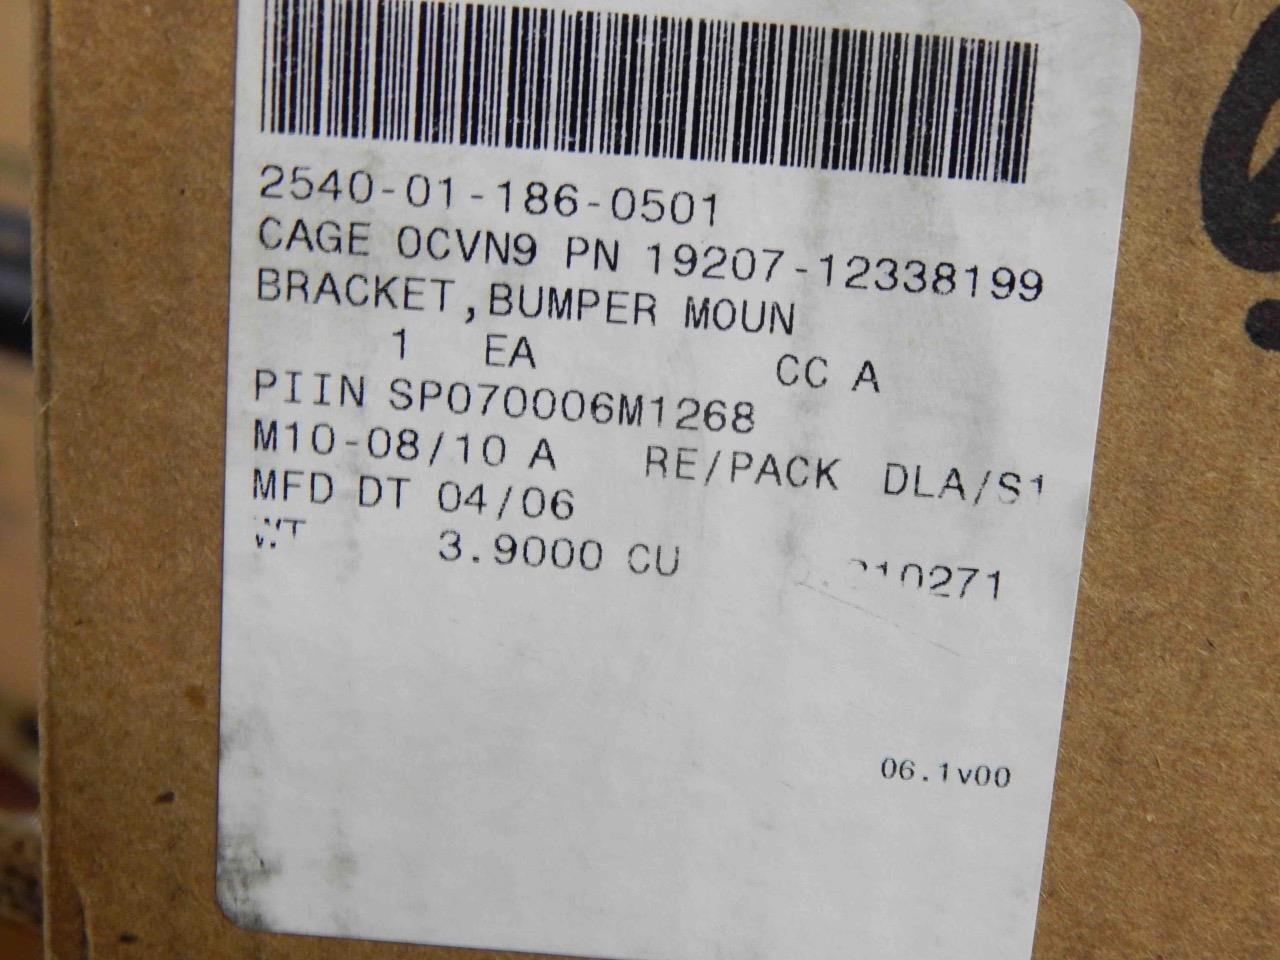 2540-01-186-0501
CAGE 0CVN9 PN 19207-12338199
BRACKET,BUMPER MOUN
1 EA CC A
PIIN SP070006M1268
M10-08/10 A RE/PACK DLA/S1
MFD DT 04/06
WT 3.9000 CU
06.1v00